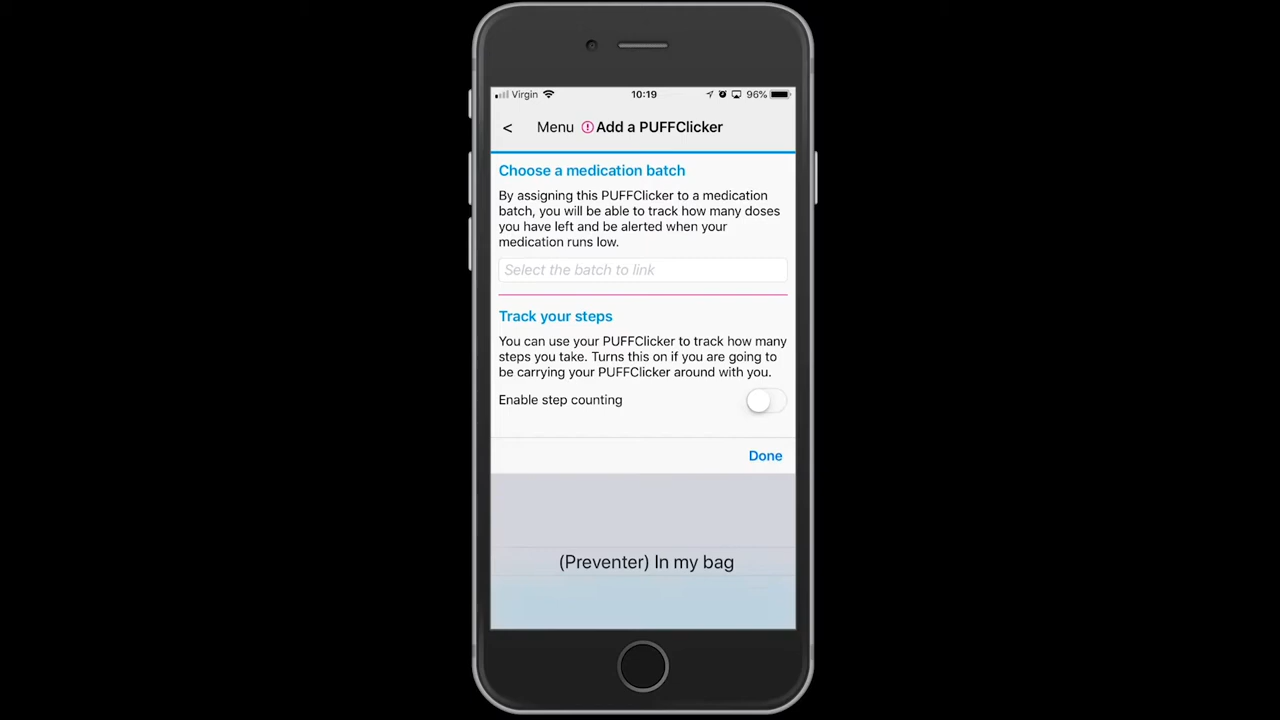 Virgin 10:19 96%
< Menu Add a PUFFClicker
Choose a medication batch
By assigning this PUFFClicker to a medication
batch, you will be able to track how many doses
you have left and be alerted when your
medication runs low.
Select the batch to link
Track your steps
You can use your PUFFClicker to track how many
steps you take. Turns this on if you are going to
be carrying your PUFFClicker around with you.
Enable step counting
Done
(Preventer) In my bag